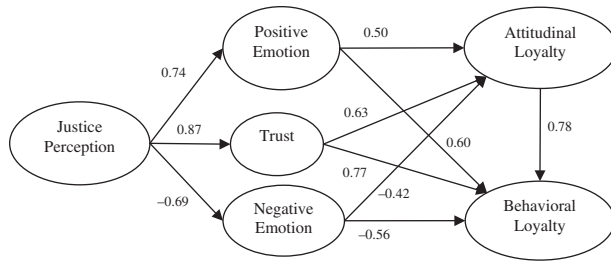 Positive
Emotion
0.50
Attitudinal
Loyalty
0.74
0.63
Justice
Perception
0.87
Trust
0.60
0.78
0.77
–0.69
–0.42
Negative
Emotion
–0.56
Behavioral
Loyalty